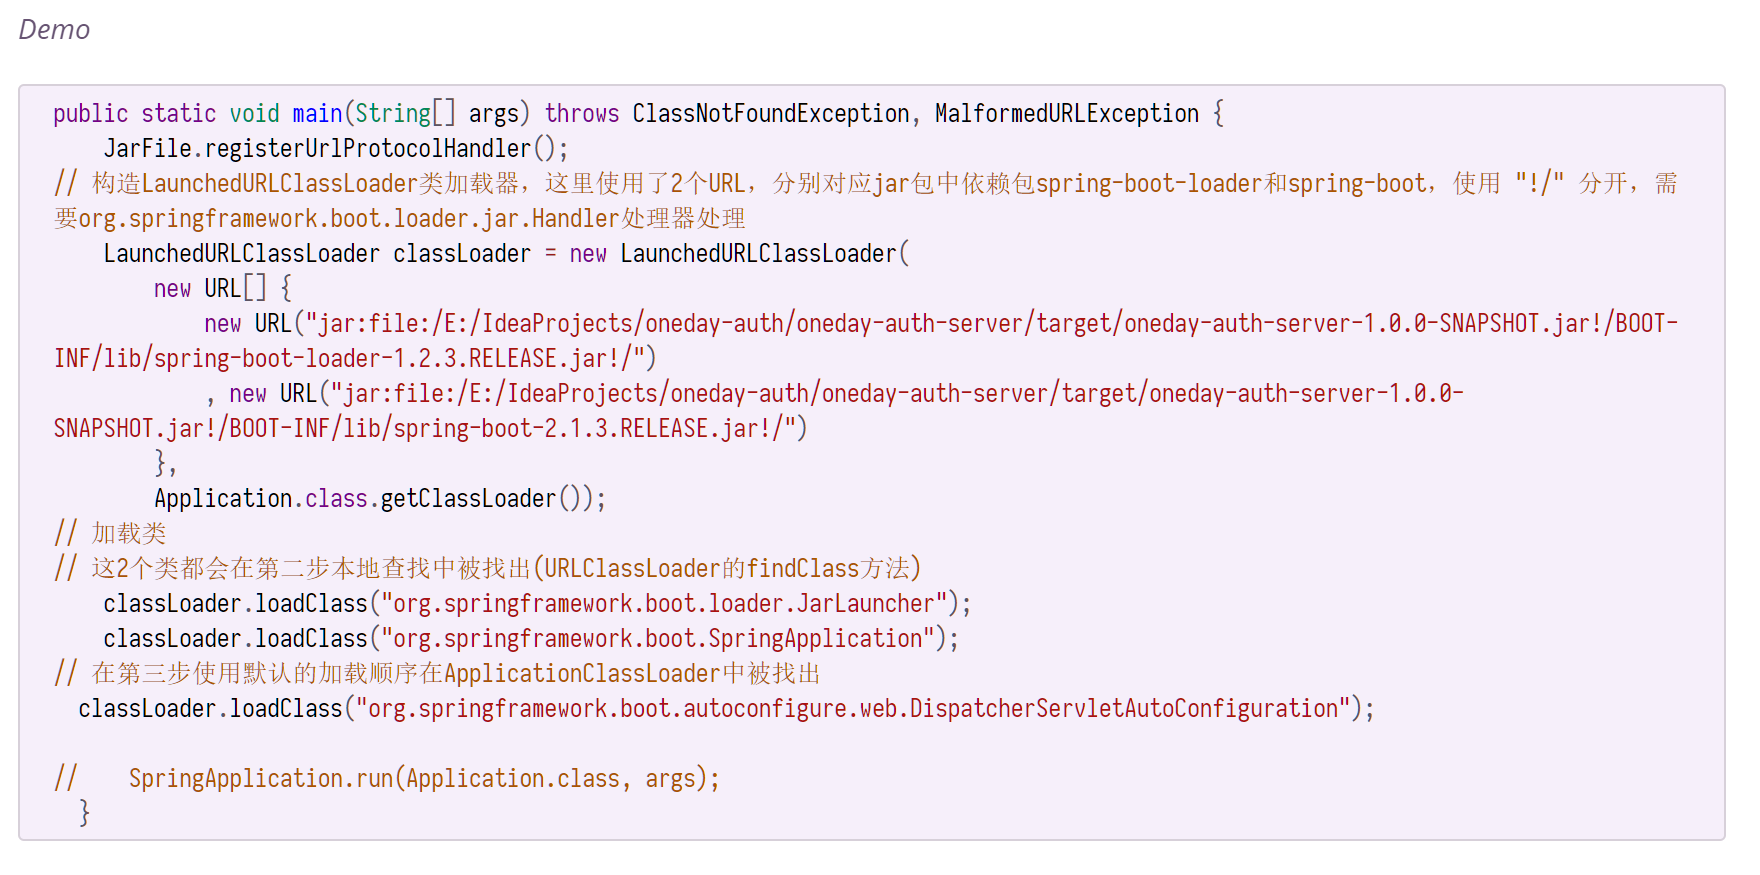 Demo
public static void main(String[] args) throws ClassNotFoundException, MalformedURLException {
    JarFile.registerUrlProtocolHandler();
// 构造LaunchedURLClassLoader类加载器，这里使用了2个URL，分别对应jar包中依赖包spring-boot-loader和spring-boot，使用 "!/" 分开，需
要org.springframework.boot.loader.jar.Handler处理器处理
    LaunchedURLClassLoader classLoader = new LaunchedURLClassLoader(
        new URL[] {
            new URL("jar:file:/E:/IdeaProjects/oneday-auth/oneday-auth-server/target/oneday-auth-server-1.0.0-SNAPSHOT.jar!/BOOT-
INF/lib/spring-boot-loader-1.2.3.RELEASE.jar!/")
            , new URL("jar:file:/E:/IdeaProjects/oneday-auth/oneday-auth-server/target/oneday-auth-server-1.0.0-
SNAPSHOT.jar!/BOOT-INF/lib/spring-boot-2.1.3.RELEASE.jar!/")
        },
        Application.class.getClassLoader());
// 加载类
// 这2个类都会在第二步本地查找中被找出(URLClassLoader的findClass方法)
    classLoader.loadClass("org.springframework.boot.loader.JarLauncher");
    classLoader.loadClass("org.springframework.boot.SpringApplication");
// 在第三步使用默认的加载顺序在ApplicationClassLoader中被找出
  classLoader.loadClass("org.springframework.boot.autoconfigure.web.DispatcherServletAutoConfiguration");
//    SpringApplication.run(Application.class, args);
  }